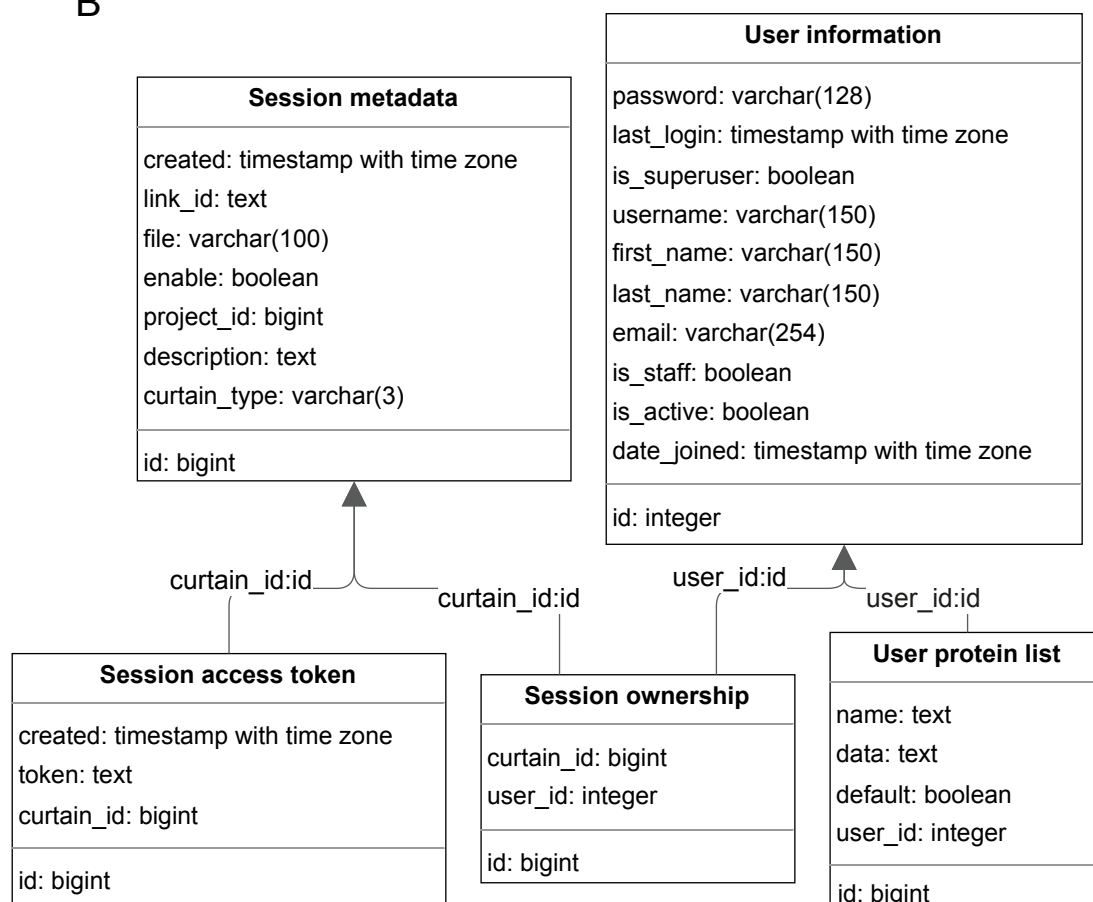 B
User information
password: varchar(128)
last_login: timestamp with time zone
is_superuser: boolean
username: varchar(150)
first_name: varchar(150)
last_name: varchar(150)
email: varchar(254)
is_staff: boolean
is_active: boolean
date_joined: timestamp with time zone
id: integer
Session metadata
created: timestamp with time zone
link_id: text
file: varchar(100)
enable: boolean
project_id: bigint
description: text
curtain_type: varchar(3)
id: bigint
curtain_id:id
curtain_id:id
user_id:id
user_id:id
Session access token
created: timestamp with time zone
token: text
curtain_id: bigint
id: bigint
Session ownership
curtain_id: bigint
user_id: integer
id: bigint
User protein list
name: text
data: text
default: boolean
user_id: integer
id: bigint